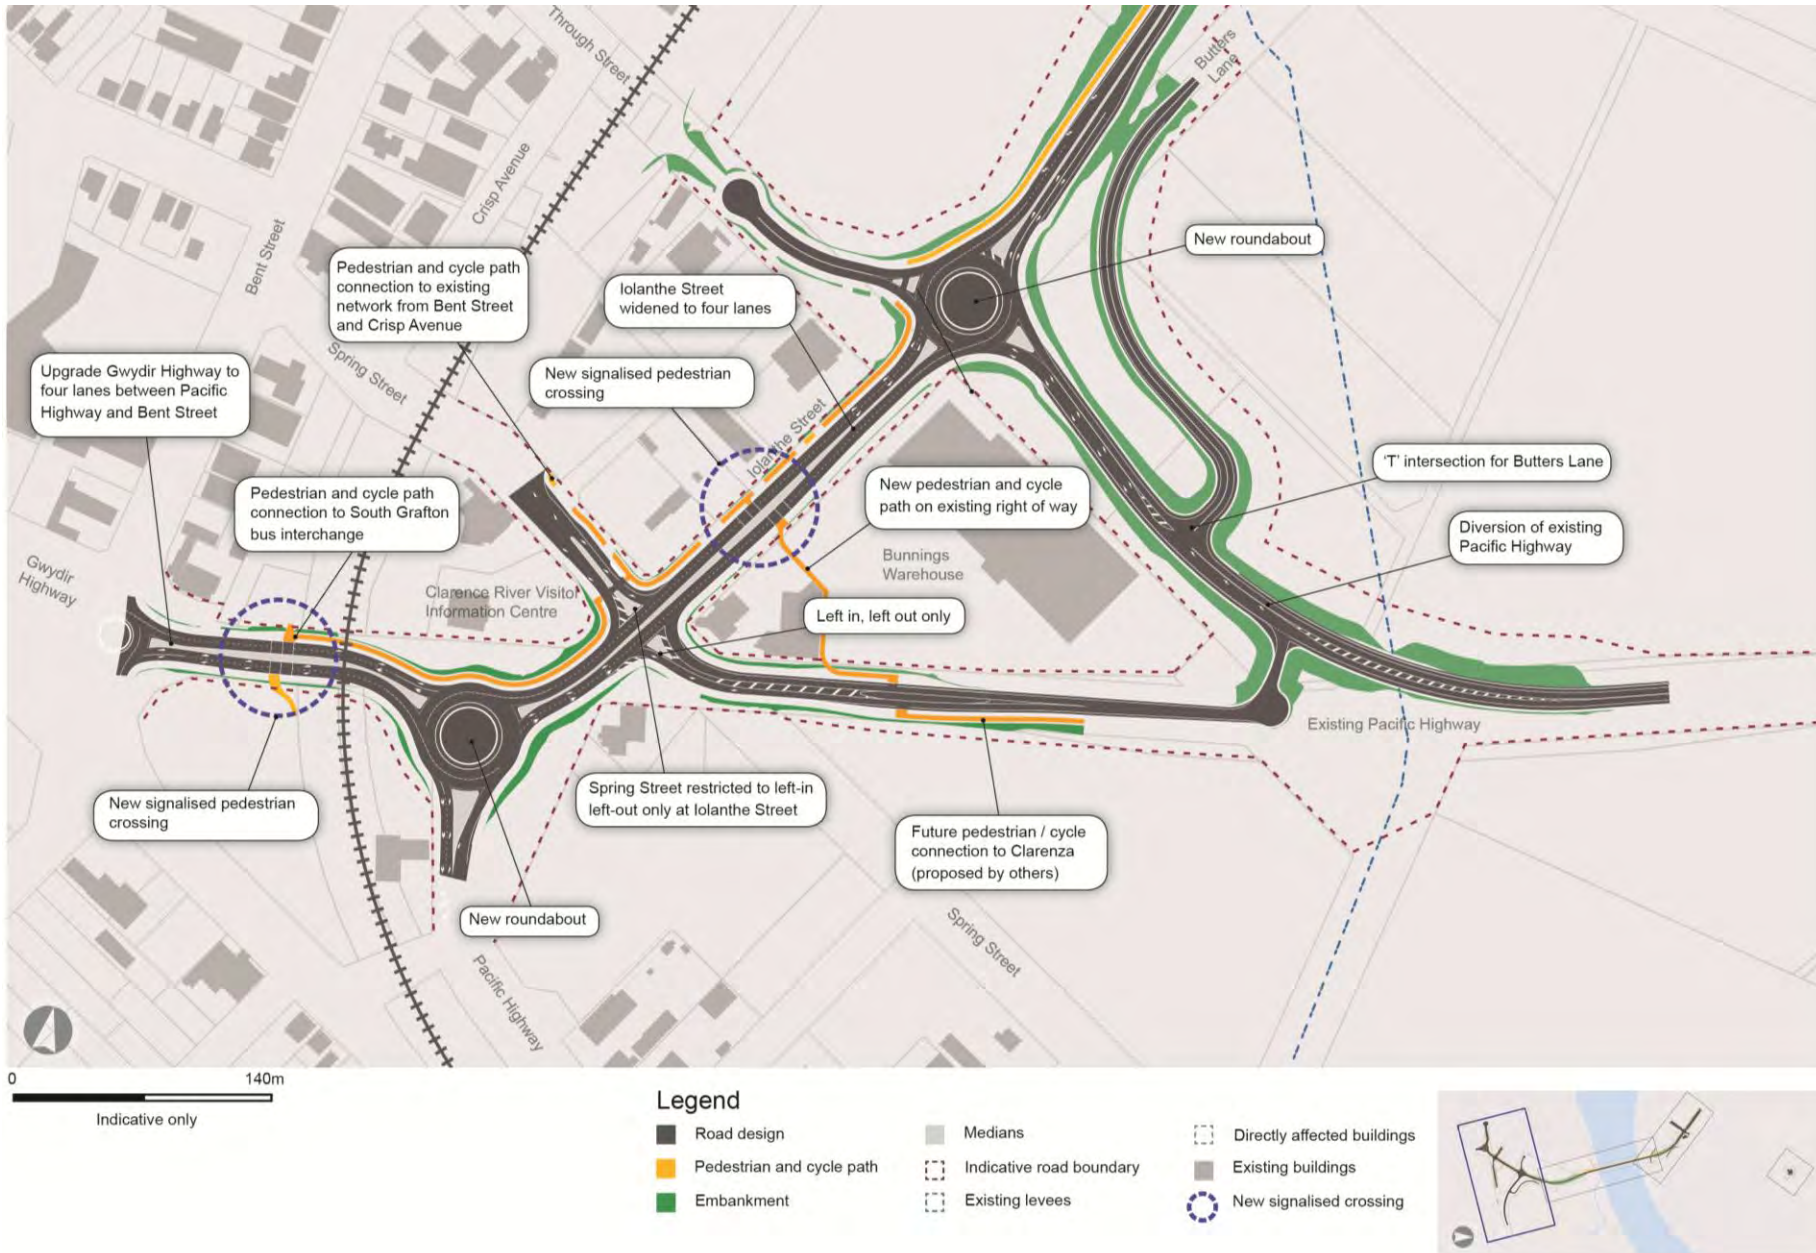 Through Street
Butters
Lane
Crisp Avenue
Bent Street
New roundabout
Pedestrian and cycle path
connection to existing
network from Bent Street
and Crisp Avenue
Iolanthe Street
widened to four lanes
Spring Street
Upgrade Gwydir Highway to
four lanes between Pacific
Highway and Bent Street
New signalised pedestrian
crossing
Iolanthe Street
'T' intersection for Butters Lane
Pedestrian and cycle path
connection to South Grafton
bus interchange
New pedestrian and cycle
path on existing right of way
Diversion of existing
Pacific Highway
Gwydir
Highway
Bunnings
Warehouse
Clarence River Visitor
Information Centre
Left in, left out only
Existing Pacific Highway
New signalised pedestrian
crossing
Spring Street restricted to left-in
left-out only at Iolanthe Street
Future pedestrian / cycle
connection to Clarenza
(proposed by others)
New roundabout
Spring Street
Pacific Highway
0 140m
Indicative only
Legend
Road design
Pedestrian and cycle path
Embankment
Medians
Indicative road boundary
Existing levees
Directly affected buildings
Existing buildings
New signalised crossing